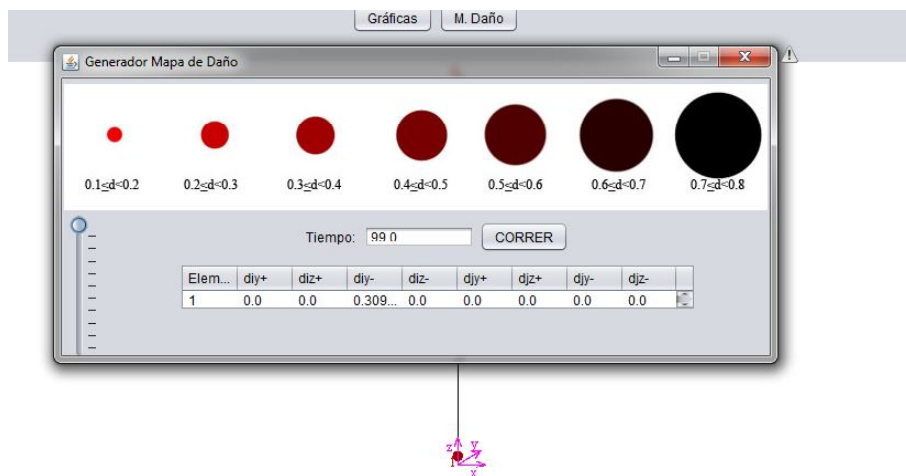 Gráficas M. Daño
Generador Mapa de Daño
0.1≤d<0.2 0.2≤d<0.3 0.3≤d<0.4 0.4≤d<0.5 0.5≤d<0.6 0.6≤d<0.7 0.7≤d<0.8
Tiempo: 99.0 CORRER
Elem... diy+ diz+ diy- diz- djy+ djz+ djy- djz-
1 0.0 0.0 0.309... 0.0 0.0 0.0 0.0 0.0
z y
1
x